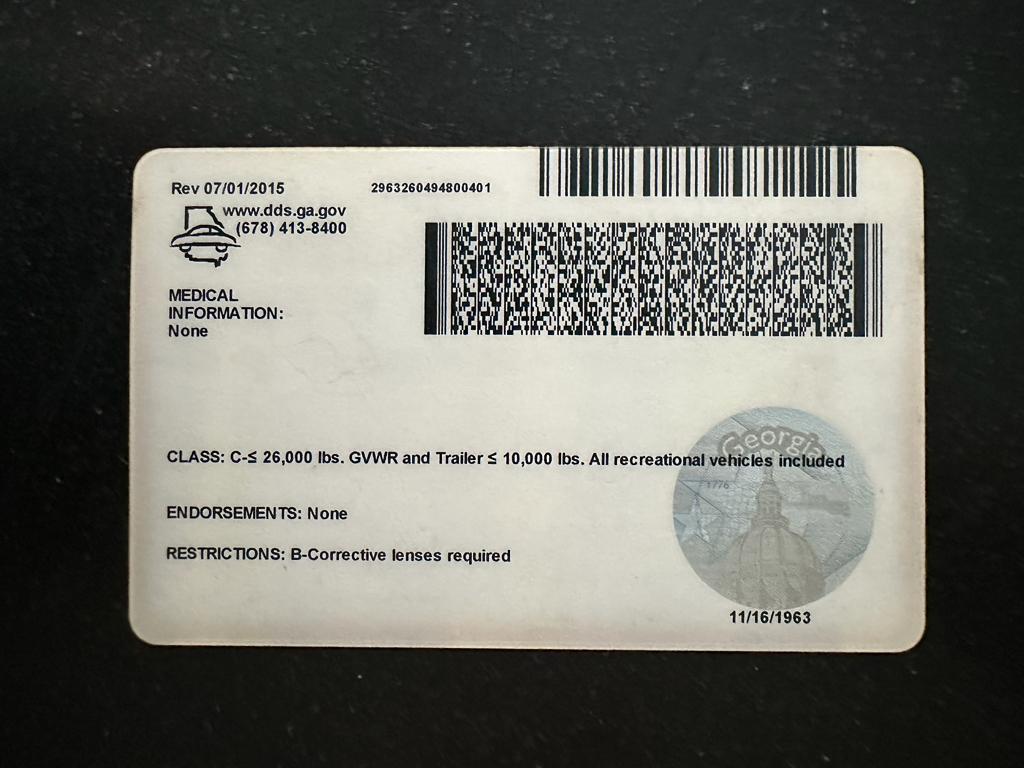 Rev 07/01/2015
2963260494800401
www.dds.ga.gov
(678) 413-8400
MEDICAL
INFORMATION:
None
Georgia
CLASS: C-≤ 26,000 lbs. GVWR and Trailer ≤ 10,000 lbs. All recreational vehicles included
1776
ENDORSEMENTS: None
RESTRICTIONS: B-Corrective lenses required
11/16/1963